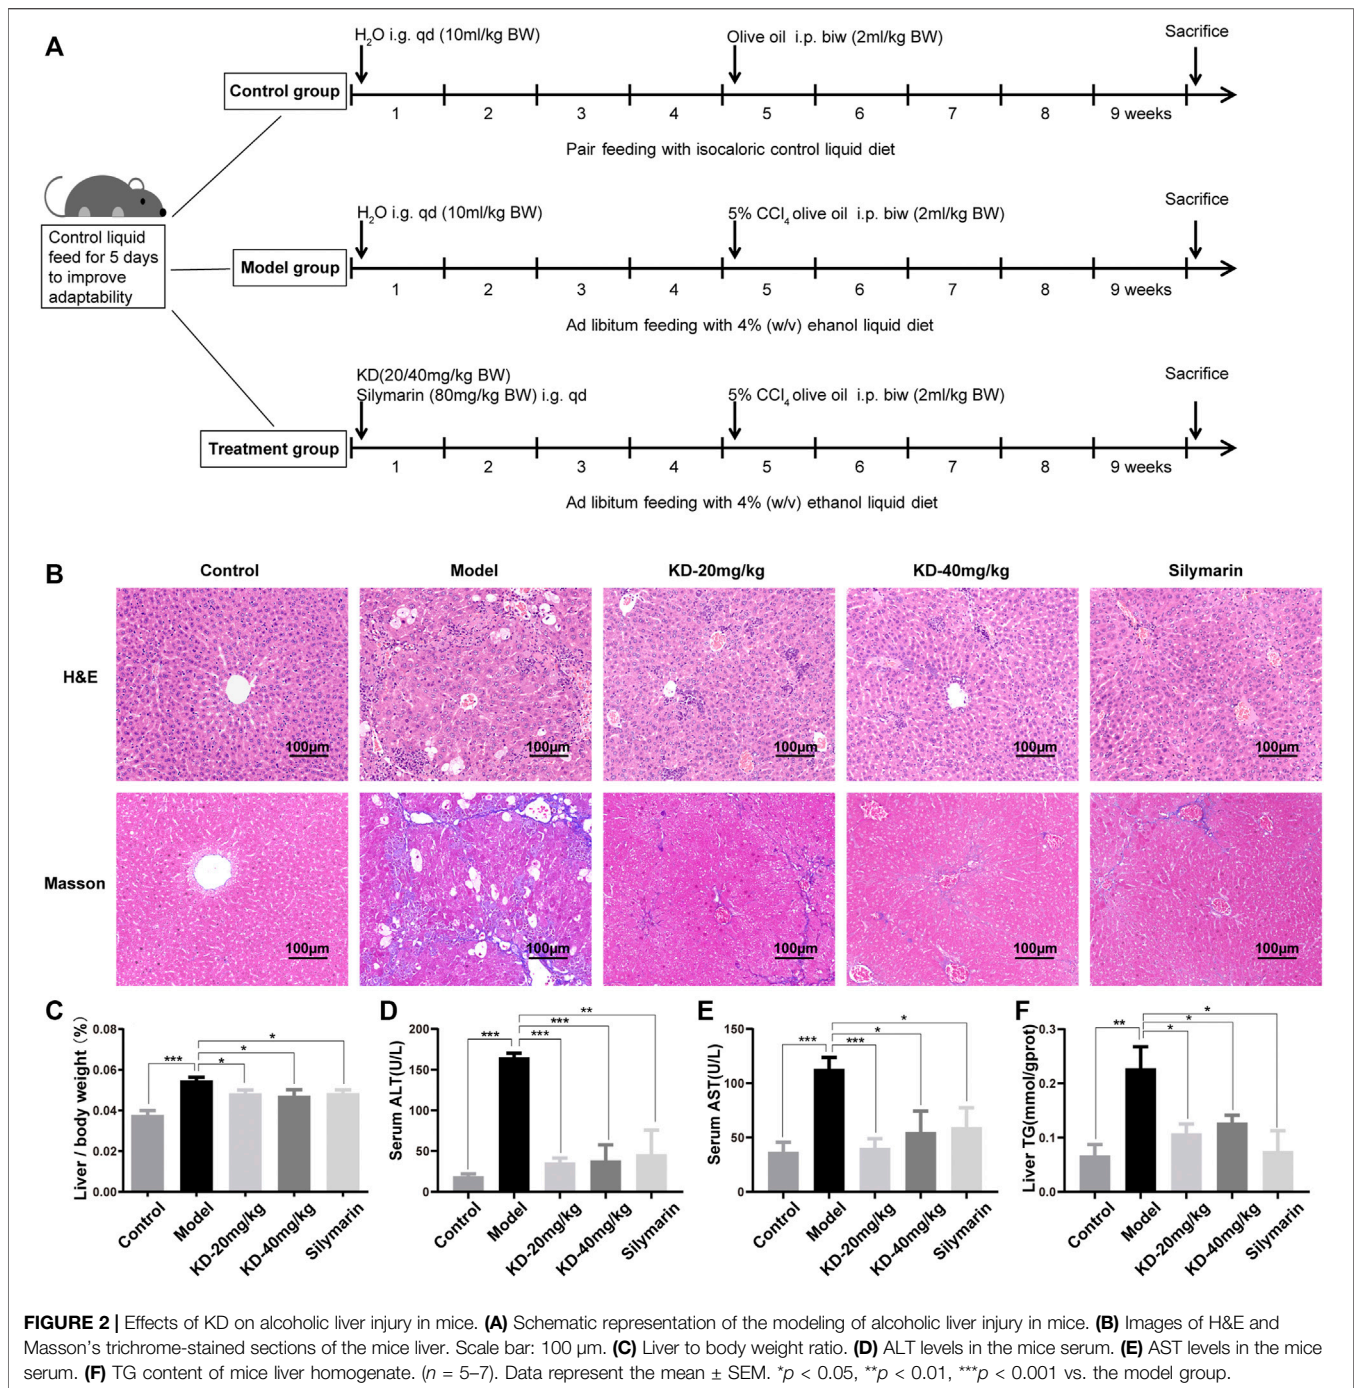 A
H2O i.g. qd (10ml/kg BW)
Olive oil i.p. biw (2ml/kg BW)
Sacrifice
Control group
1 2 3 4 5 6 7 8 9 weeks
Pair feeding with isocaloric control liquid diet
Control liquid
feed for 5 days
to improve
adaptability
H2O i.g. qd (10ml/kg BW)
5% CCl4 olive oil i.p. biw (2ml/kg BW)
Sacrifice
Model group
1 2 3 4 5 6 7 8 9 weeks
Ad libitum feeding with 4% (w/v) ehanol liquid diet
KD(20/40mg/kg BW)
Silymarin (80mg/kg BW) i.g. qd
5% CCl4 olive oil i.p. biw (2ml/kg BW)
Sacrifice
Treatment group
1 2 3 4 5 6 7 8 9 weeks
Ad libitum feeding with 4% (w/v) ethanol liquid diet
B
Control Model KD-20mg/kg KD-40mg/kg Silymarin
H&E
100μm 100μm 100μm 100μm 100μm
Masson
100μm 100μm 100μm 100μm 100μm
C
Liver / body weight (%)
0.08
0.06
0.04
0.02
0.00
*** * * *
Control Model KD-20mg/kg KD-40mg/kg Silymarin
D
Serum ALT(U/L)
200
150
100
50
0
*** *** *** **
Control Model KD-20mg/kg KD-40mg/kg Silymarin
E
Serum AST(U/L)
150
100
50
0
*** *** * *
Control Model KD-20mg/kg KD-40mg/kg Silymarin
F
Liver TG(mmol/gprot)
0.3
0.2
0.1
0.0
** * * *
Control Model KD-20mg/kg KD-40mg/kg Silymarin
FIGURE 2 | Effects of KD on alcoholic liver injury in mice. (A) Schematic representation of the modeling of alcoholic liver injury in mice. (B) Images of H&E and
Masson's trichrome-stained sections of the mice liver. Scale bar: 100 μm. (C) Liver to body weight ratio. (D) ALT levels in the mice serum. (E) AST levels in the mice
serum. (F) TG content of mice liver homogenate. (n = 5–7). Data represent the mean ± SEM. *p < 0.05, **p < 0.01, ***p < 0.001 vs. the model group.